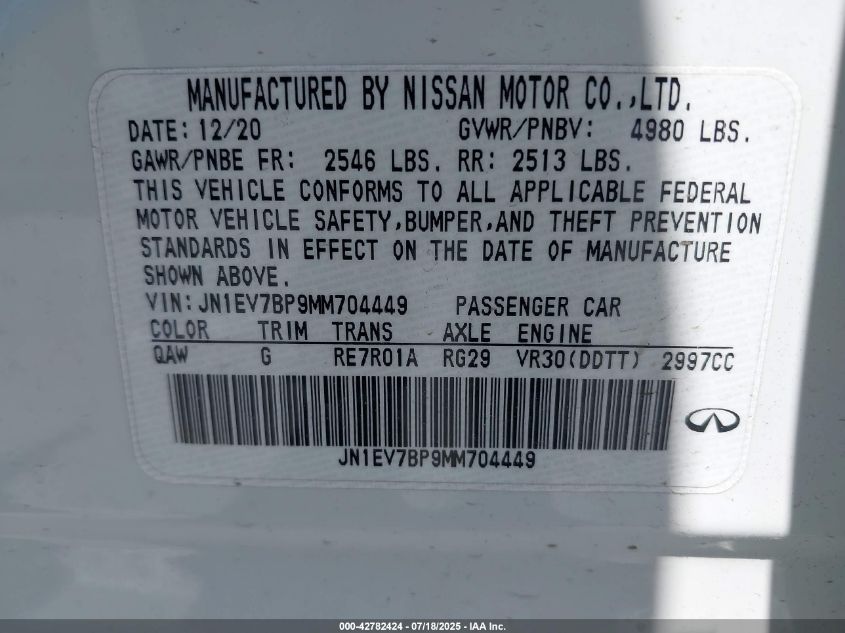 MANUFACTURED BY NISSAN MOTOR CO.,LTD.
DATE: 12/20 GVWR/PNBV: 4980 LBS.
GAWR/PNBE FR: 2546 LBS. RR: 2513 LBS.
THIS VEHICLE CONFORMS TO ALL APPLICABLE FEDERAL
MOTOR VEHICLE SAFETY,BUMPER,AND THEFT PREVENTION
STANDARDS IN EFFECT ON THE DATE OF MANUFACTURE
SHOWN ABOVE.
VIN: JN1EV7BP9MM704449 PASSENGER CAR
COLOR TRIM TRANS AXLE ENGINE
QAW G RE7R01A RG29 VR30(DDTT) 2997CC
JN1EV7BP9MM704449
000-42782424 - 07/18/2025 - IAA Inc.